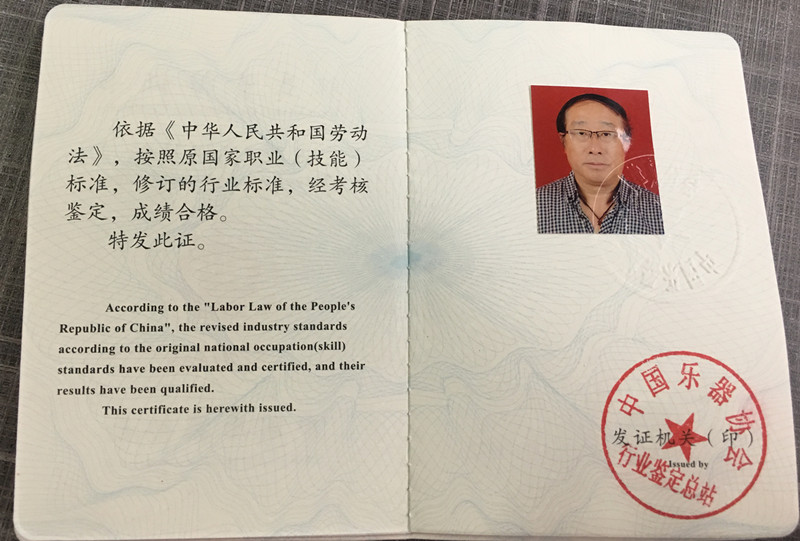 依据《中华人民共和国劳动
法》，按照原国家职业（技能）
标准，修订的行业标准，经考核
鉴定，成绩合格。
特发此证。
According to the "Labor Law of the People's
Republic of China", the revised industry standards
according to the original national occupation(skill)
standards have been evaluated and certified, and their
results have been qualified.
This certificate is herewith issued.
中国乐器协会
发证机关（印）
Issued by
行业鉴定总站